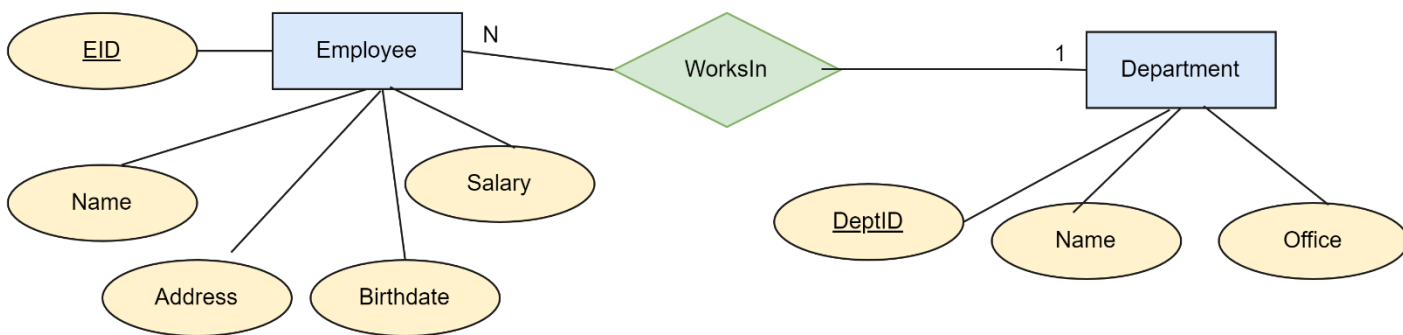 EID
Employee
N
WorksIn
1
Department
Name
Salary
DeptID
Name
Office
Address
Birthdate